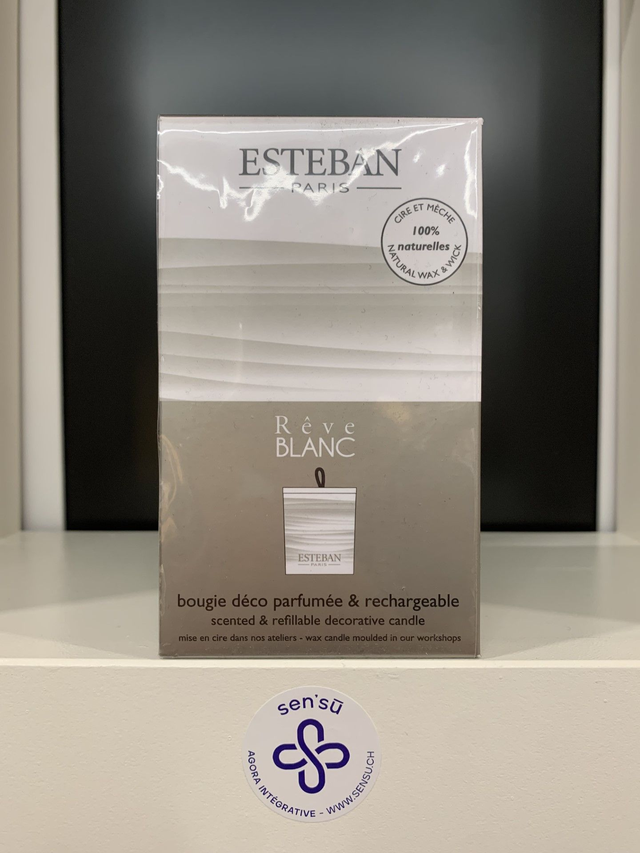 ESTEBAN
PARIS
CIRE ET MÈCHE
100%
naturelles
NATURAL WAX & WICK
Rêve
BLANC
ESTEBAN
PARIS
bougie déco parfumée & rechargeable
scented & refillable decorative candle
mise en cire dans nos ateliers - wax candle moulded in our workshops
sen'sū
AGORA INTÉGRATIVE - WWW.SENSU.CH